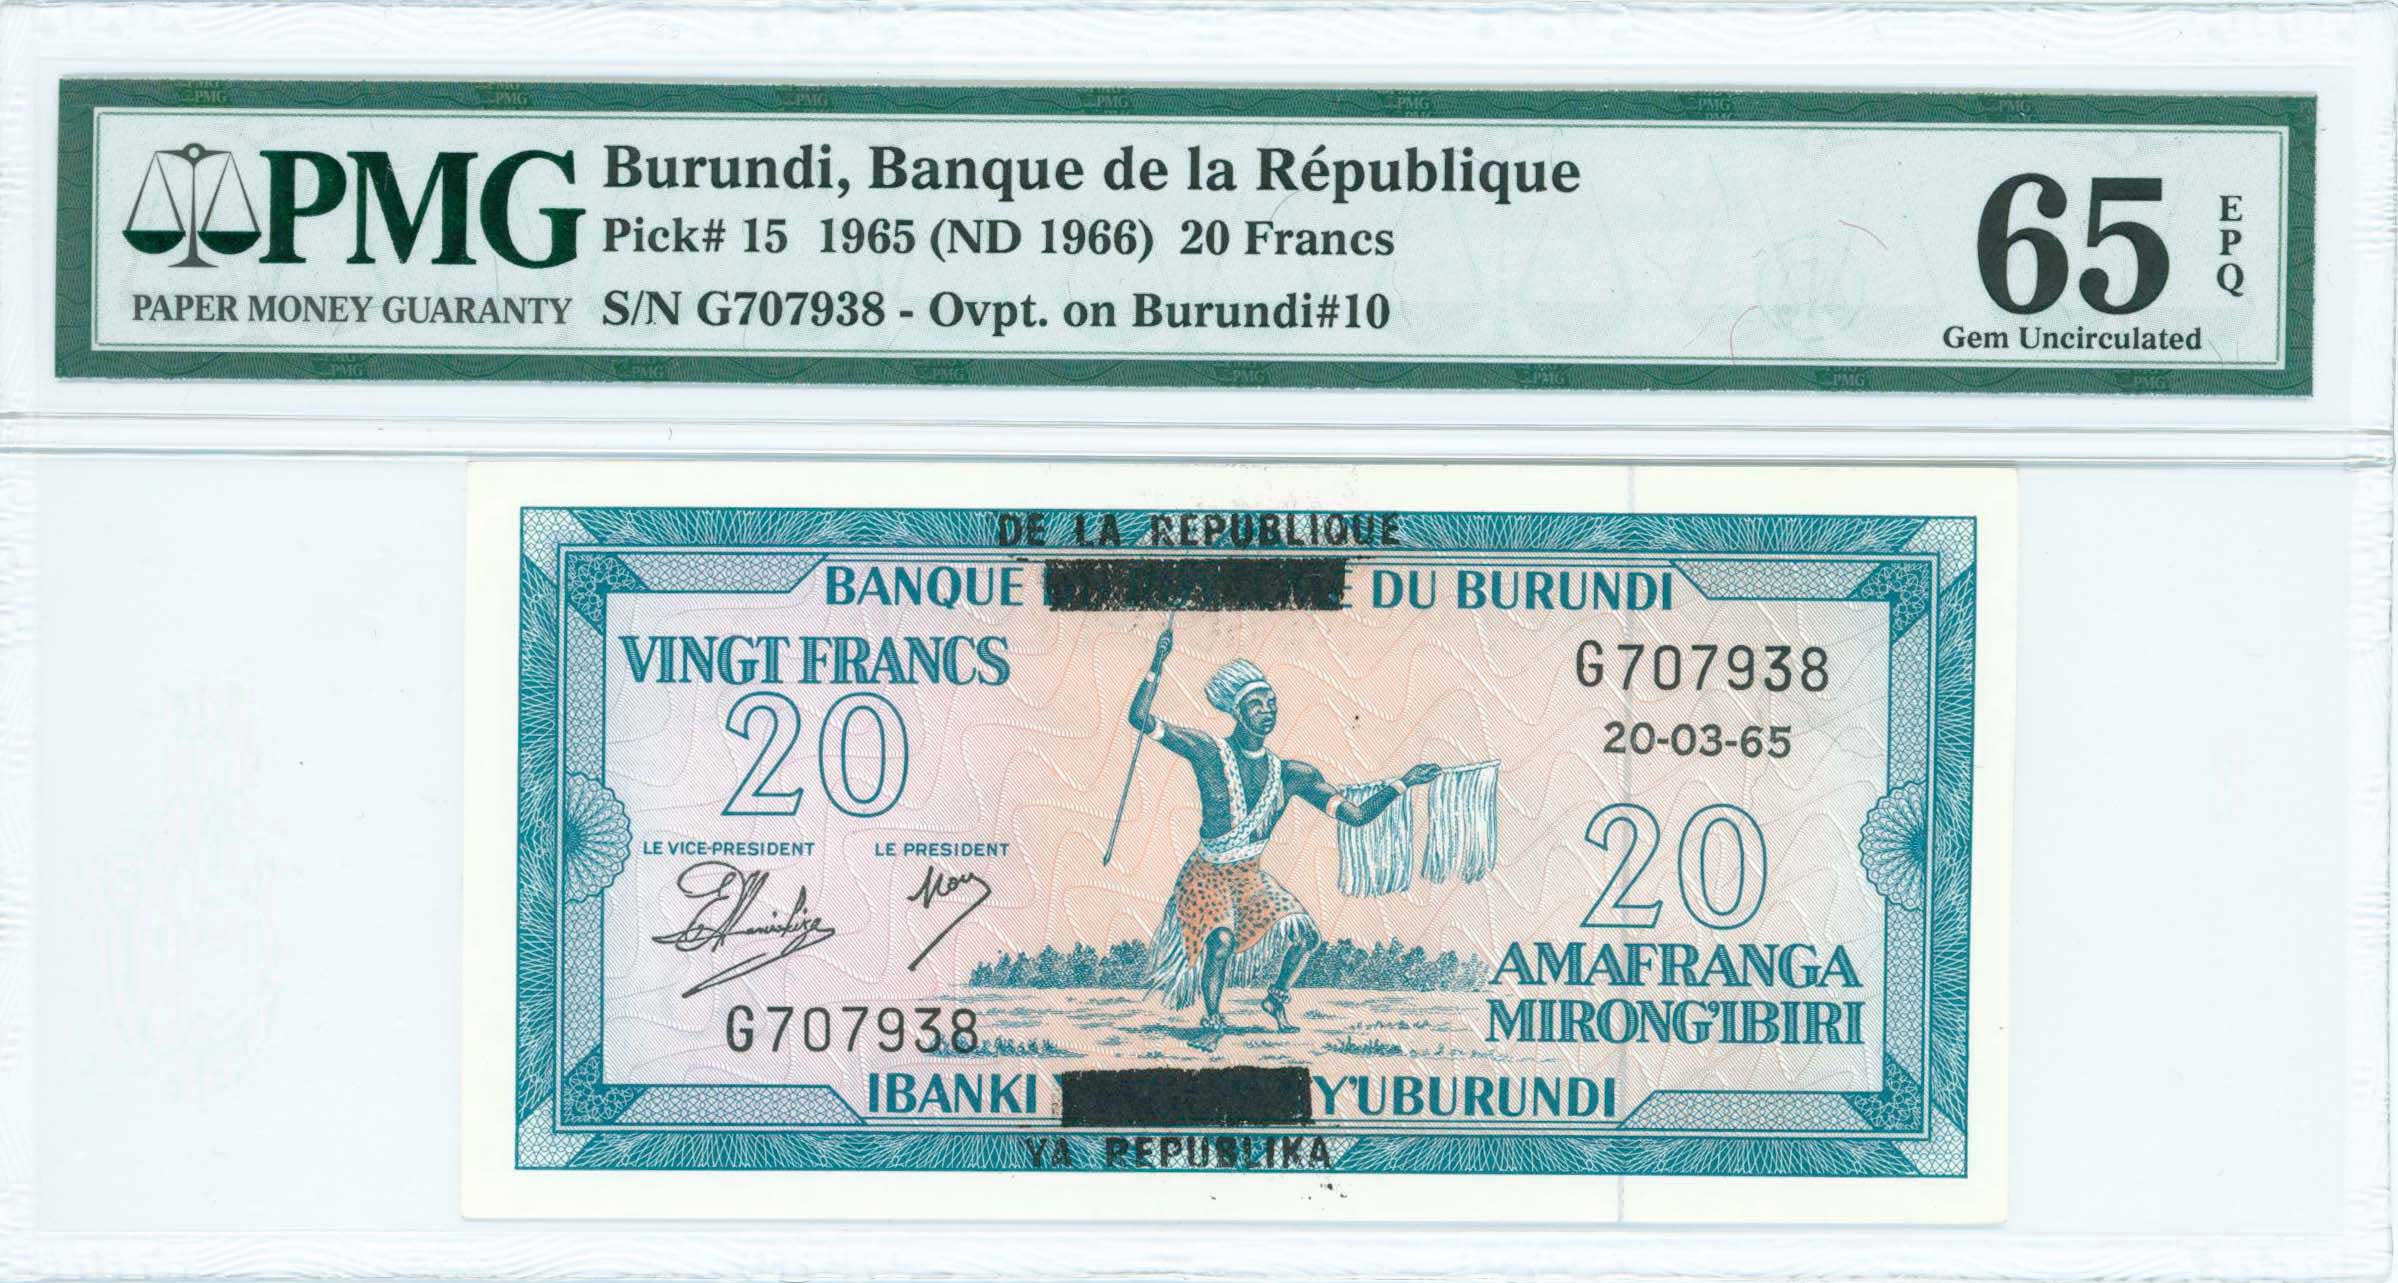 PMG
PAPER MONEY GUARANTY
Burundi, Banque de la République
Pick# 15 1965 (ND 1966) 20 Francs
S/N G707938 - Ovpt. on Burundi#10
65
EPQ
Gem Uncirculated
DE LA REPUBLIQUE
BANQUE DU BURUNDI
VINGT FRANCS
20
G707938
20-03-65
LE VICE-PRESIDENT
LE PRESIDENT
20
AMAFRANGA
MIRONG'IBIRI
G707938
IBANKI Y'UBURUNDI
YA REPUBLIKA